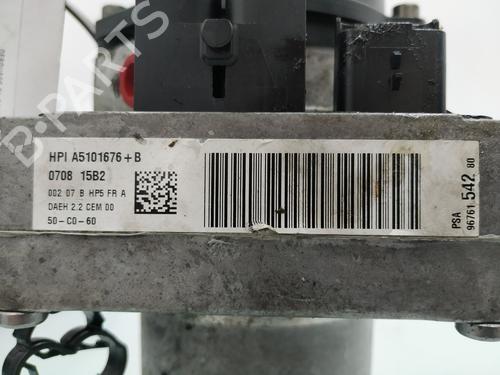 HPI A5101676+B
0708 15B2
002 07 B HP5 FR A
DAEH 2.2 CEM 00
50-C0-60
PSA
96761 542 80
B-PARTS